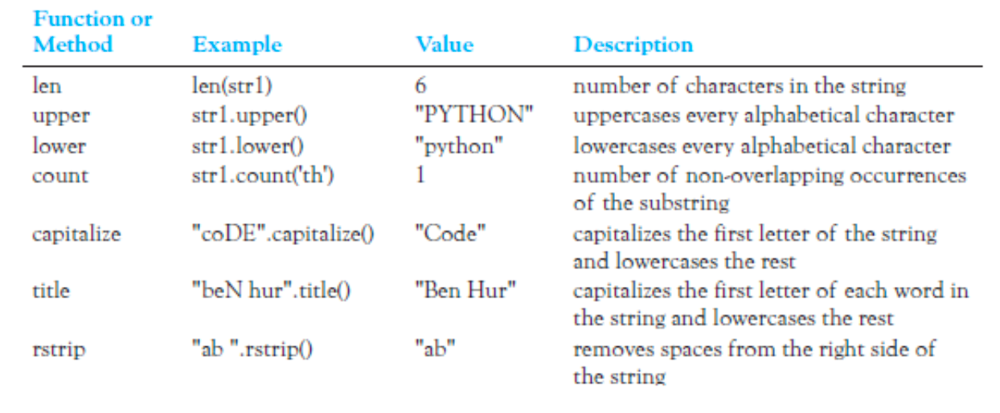 Function or
Method Example Value Description
len len(str1) 6 number of characters in the string
upper str1.upper() "PYTHON" uppercases every alphabetical character
lower str1.lower() "python" lowercases every alphabetical character
count str1.count('th') 1 number of non-overlapping occurrences
of the substring
capitalize "coDE".capitalize() "Code" capitalizes the first letter of the string
and lowercases the rest
title "beN hur".title() "Ben Hur" capitalizes the first letter of each word in
the string and lowercases the rest
rstrip "ab ".rstrip() "ab" removes spaces from the right side of
the string